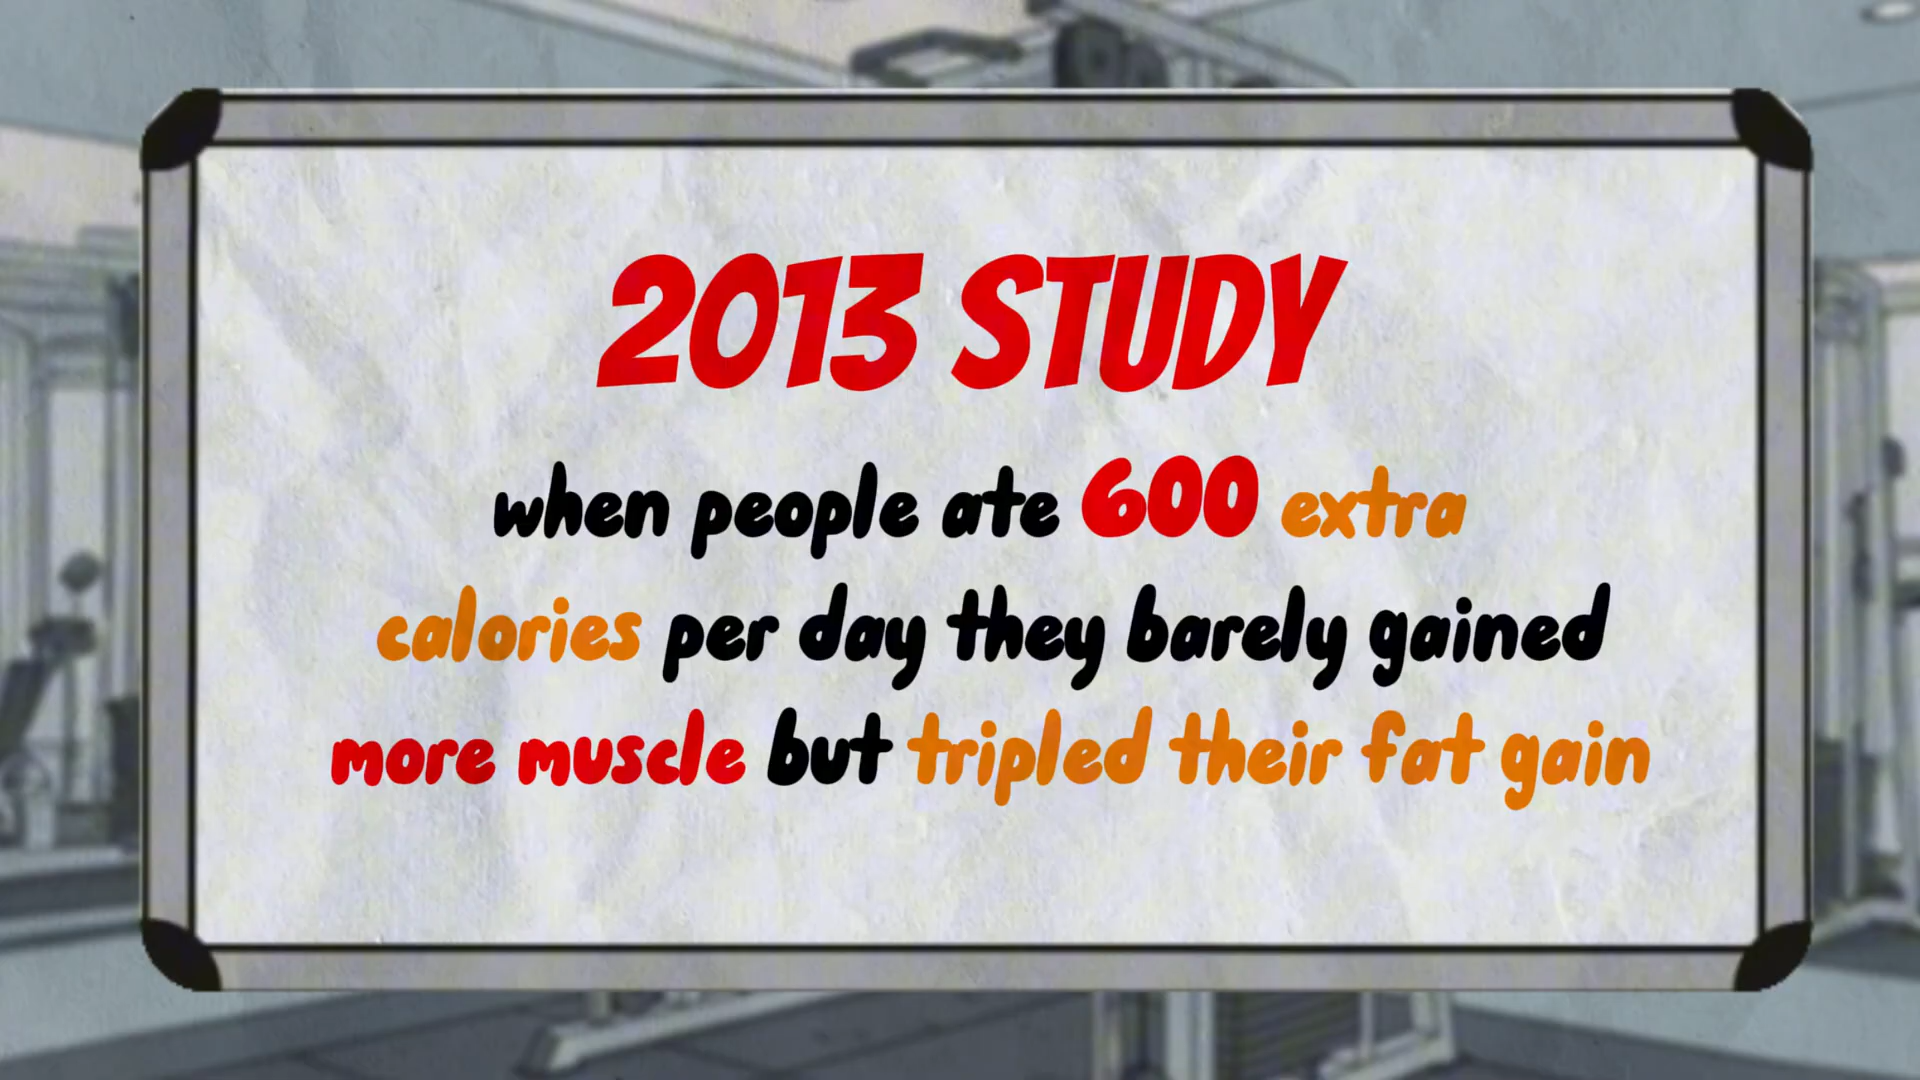 2013 STUDY
when people ate 600 extra
calories per day they barely gained
more muscle but tripled their fat gain